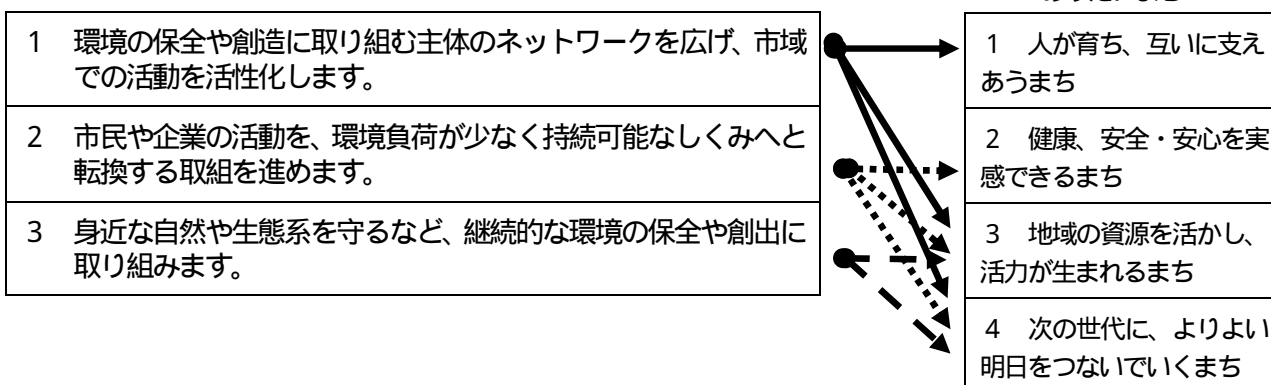 1 環境の保全や創造に取り組む主体のネットワークを広げ、市域
での活動を活性化します。
2 市民や企業の活動を、環境負荷が少なく持続可能なしくみへと
転換する取組を進めます。
3 身近な自然や生態系を守るなど、継続的な環境の保全や創出に
取り組みます。
1 人が育ち、互いに支え
あうまち
2 健康、安全・安心を実
感できるまち
3 地域の資源を活かし、
活力が生まれるまち
4 次の世代に、よりよい
明日をつないでいくまち